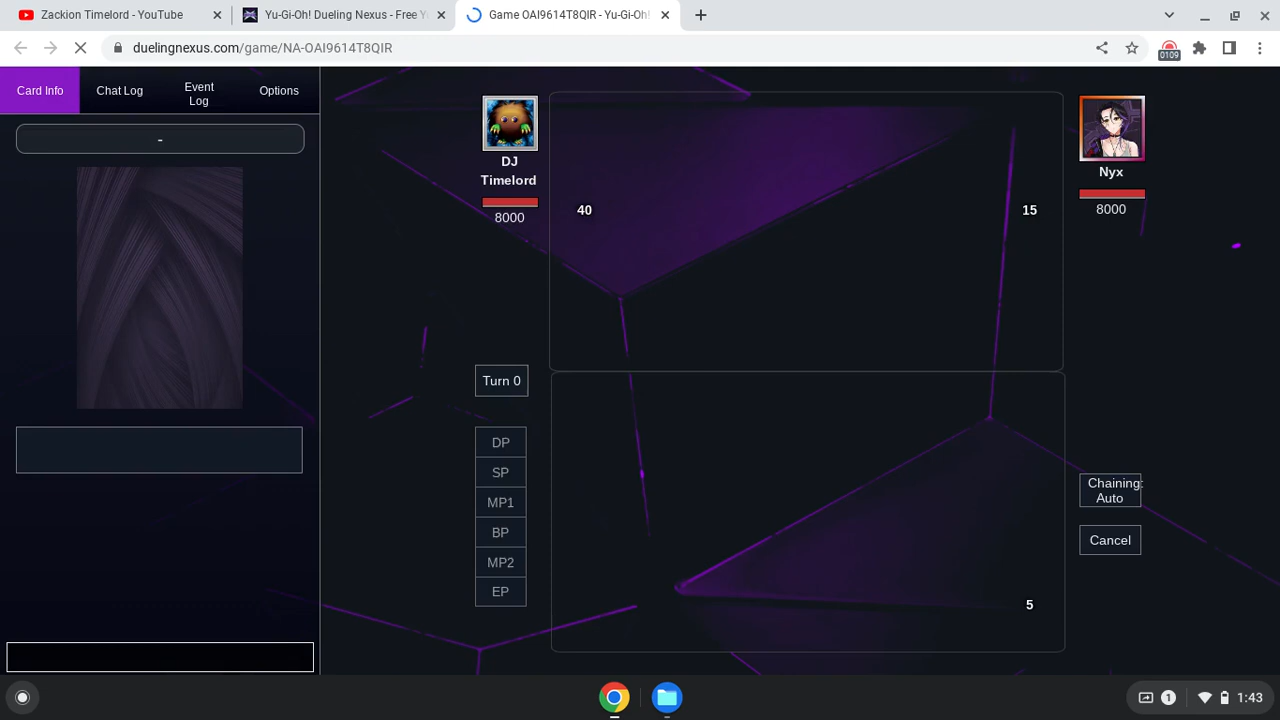 Zackion Timelord - YouTube
Yu-Gi-Oh! Dueling Nexus - Free Y
Game OAI9614T8QIR - Yu-Gi-Oh!
duelingnexus.com/game/NA-OAI9614T8QIR
0109
Card Info
Chat Log
Event
Log
Options
-
DJ
Timelord
8000
40
15
Nyx
8000
Turn 0
DP
SP
MP1
BP
MP2
EP
Chaining:
Auto
Cancel
5
1
1:43